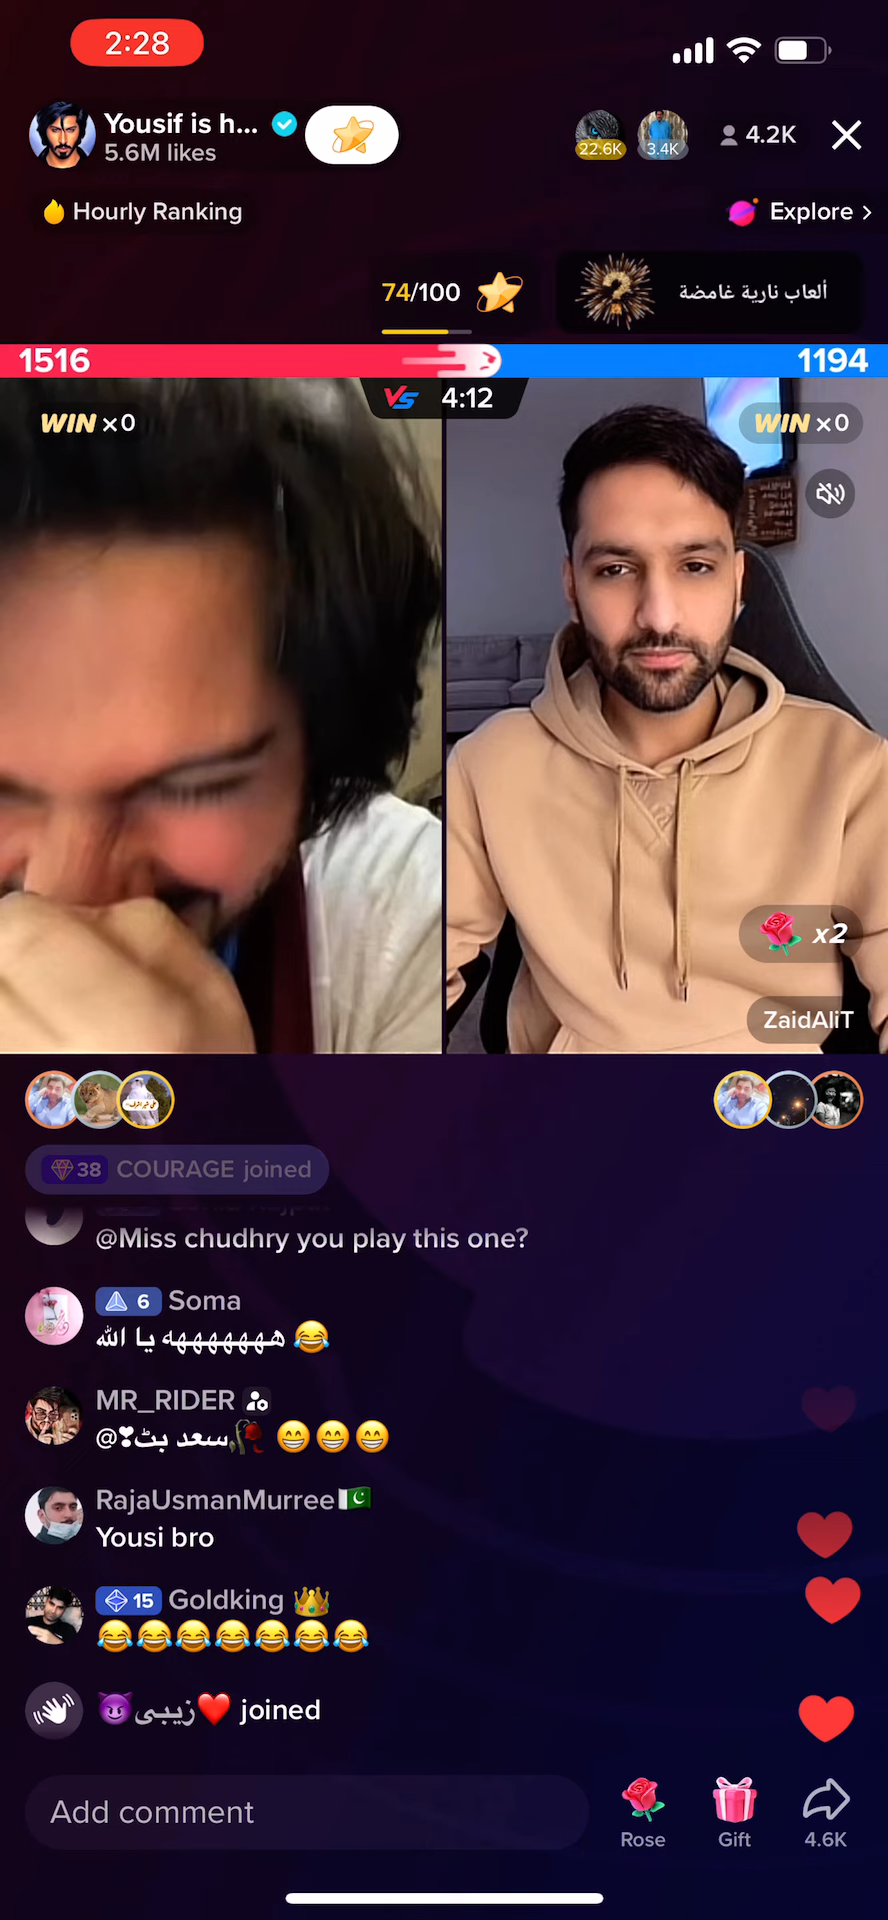 2:28
Yousif is h...
5.6M likes
22.6K
3.4K
4.2K
Hourly Ranking
Explore >
74/100
ألعاب نارية غامضة
1516
1194
VS 4:12
WIN x0
WIN x0
x2
ZaidAliT
38 COURAGE joined
@Miss chudhry you play this one?
6 Soma
هههههههه يا الله 😂
MR_RIDER
@❣سعد بٹ🥀 😁😁😁
RajaUsmanMurree🇵🇰
Yousi bro
15 Goldking 👑
😂😂😂😂😂😂😂
😈زیبی❤️ joined
Add comment
Rose
Gift
4.6K